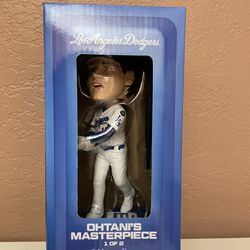 Los Angeles Dodgers
OHTANI'S
MASTERPIECE
1 OF 2